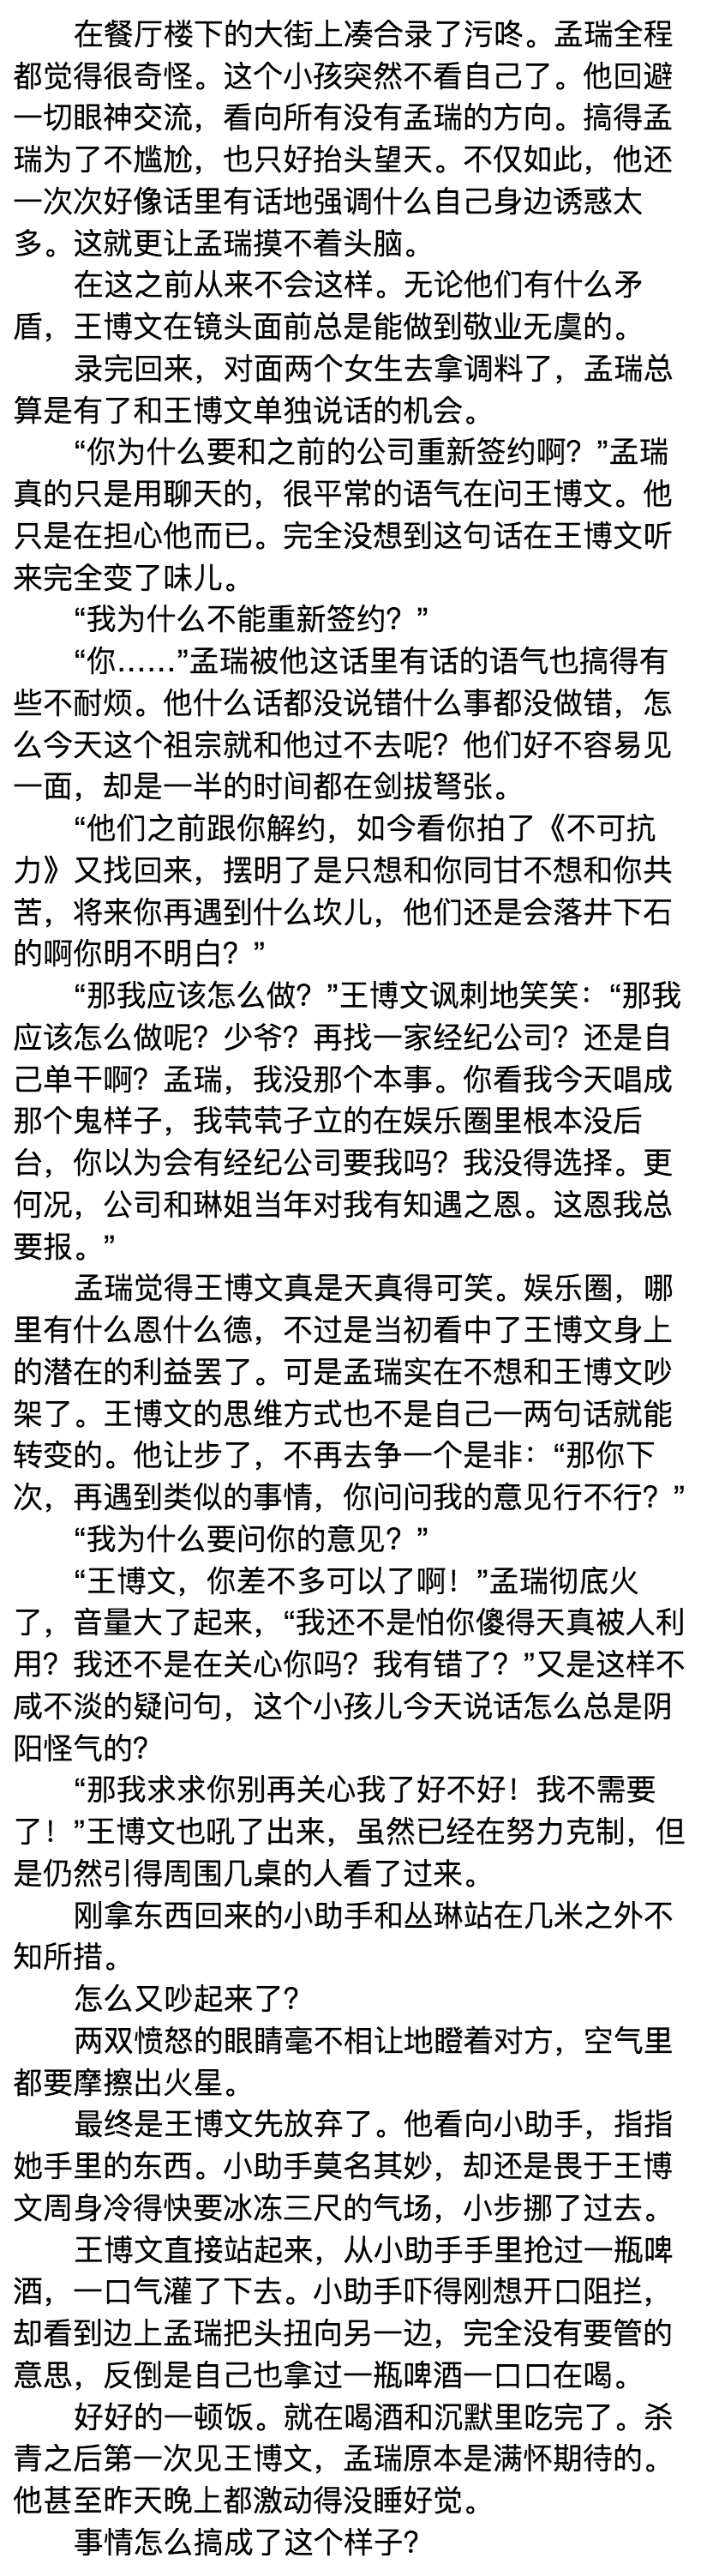 在餐厅楼下的大街上凑合录了污咚。孟瑞全程
都觉得很奇怪。这个小孩突然不看自己了。他回避
一切眼神交流，看向所有没有孟瑞的方向。搞得孟
瑞为了不尴尬，也只好抬头望天。不仅如此，他还
一次次好像话里有话地强调什么自己身边诱惑太
多。这就更让孟瑞摸不着头脑。
在这之前从来不会这样。无论他们有什么矛
盾，王博文在镜头面前总是能做到敬业无虞的。
录完回来，对面两个女生去拿调料了，孟瑞总
算是有了和王博文单独说话的机会。
“你为什么要和之前的公司重新签约啊？”孟瑞
真的只是用聊天的，很平常的语气在问王博文。他
只是在担心他而已。完全没想到这句话在王博文听
来完全变了味儿。
“我为什么不能重新签约？”
“你……”孟瑞被他这话里有话的语气也搞得有
些不耐烦。他什么话都没说错什么事都没做错，怎
么今天这个祖宗就和他过不去呢？他们好不容易见
一面，却是一半的时间都在剑拔弩张。
“他们之前跟你解约，如今看你拍了《不可抗
力》又找回来，摆明了是只想和你同甘不想和你共
苦，将来你再遇到什么坎儿，他们还是会落井下石
的啊你明不明白？”
“那我应该怎么做？”王博文讽刺地笑笑：“那我
应该怎么做呢？少爷？再找一家经纪公司？还是自
己单干啊？孟瑞，我没那个本事。你看我今天唱成
那个鬼样子，我茕茕孑立的在娱乐圈里根本没后
台，你以为会有经纪公司要我吗？我没得选择。更
何况，公司和琳姐当年对我有知遇之恩。这恩我总
要报。”
孟瑞觉得王博文真是天真得可笑。娱乐圈，哪
里有什么恩什么德，不过是当初看中了王博文身上
的潜在的利益罢了。可是孟瑞实在不想和王博文吵
架了。王博文的思维方式也不是自己一两句话就能
转变的。他让步了，不再去争一个是非：“那你下
次，再遇到类似的事情，你问问我的意见行不行？”
“我为什么要问你的意见？”
“王博文，你差不多可以了啊！”孟瑞彻底火
了，音量大了起来，“我还不是怕你傻得天真被人利
用？我还不是在关心你吗？我有错了？”又是这样不
咸不淡的疑问句，这个小孩儿今天说话怎么总是阴
阳怪气的？
“那我求求你别再关心我了好不好！我不需要
了！”王博文也吼了出来，虽然已经在努力克制，但
是仍然引得周围几桌的人看了过来。
刚拿东西回来的小助手和丛琳站在几米之外不
知所措。
怎么又吵起来了？
两双愤怒的眼睛毫不相让地瞪着对方，空气里
都要摩擦出火星。
最终是王博文先放弃了。他看向小助手，指指
她手里的东西。小助手莫名其妙，却还是畏于王博
文周身冷得快要冰冻三尺的气场，小步挪了过去。
王博文直接站起来，从小助手手里抢过一瓶啤
酒，一口气灌了下去。小助手吓得刚想开口阻拦，
却看到边上孟瑞把头扭向另一边，完全没有要管的
意思，反倒是自己也拿过一瓶啤酒一口口在喝。
好好的一顿饭。就在喝酒和沉默里吃完了。杀
青之后第一次见王博文，孟瑞原本是满怀期待的。
他甚至昨天晚上都激动得没睡好觉。
事情怎么搞成了这个样子？